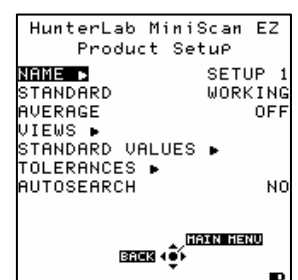 HunterLab MiniScan EZ
Product Setup
NAME ▶ SETUP 1
STANDARD WORKING
AVERAGE OFF
VIEWS ▶
STANDARD VALUES ▶
TOLERANCES ▶
AUTOSEARCH NO
MAIN MENU
BACK